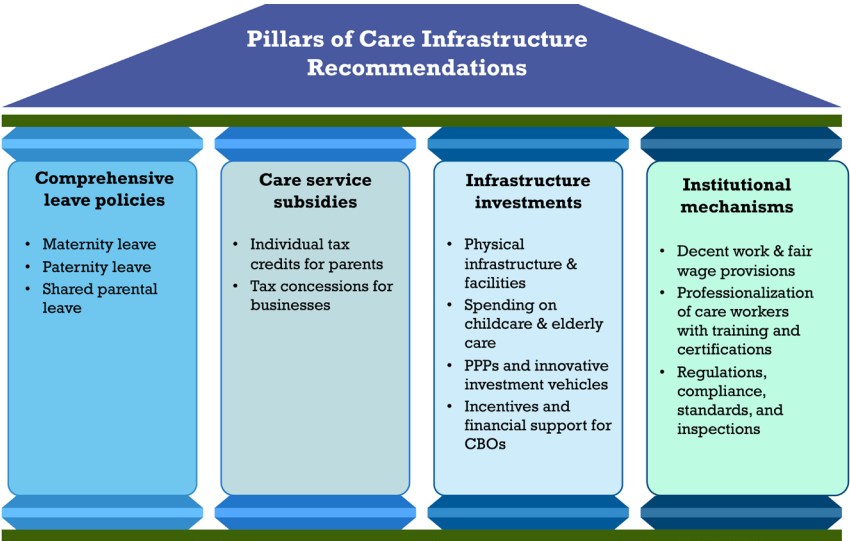 Pillars of Care Infrastructure
Recommendations
Comprehensive
leave policies
• Maternity leave
• Paternity leave
• Shared parental
leave
Care service
subsidies
• Individual tax
credits for parents
• Tax concessions for
businesses
Infrastructure
investments
• Physical
infrastructure &
facilities
• Spending on
childcare & elderly
care
• PPPs and innovative
investment vehicles
• Incentives and
financial support for
CBOs
Institutional
mechanisms
• Decent work & fair
wage provisions
• Professionalization
of care workers
with training and
certifications
• Regulations,
compliance,
standards, and
inspections